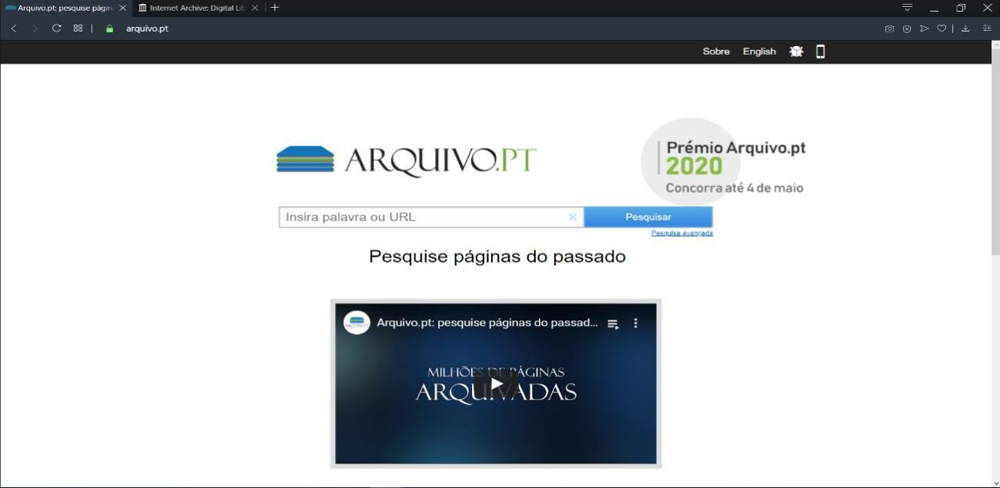 Arquivo.pt: pesquise págin
Internet Archive: Digital Lib
arquivo.pt
Sobre English
ARQUIVO.PT
Prémio Arquivo.pt
2020
Concorra até 4 de maio
Insira palavra ou URL
Pesquisar
Pesquisa avançada
Pesquise páginas do passado
Arquivo.pt: pesquise páginas do passad...
MILHÕES DE PÁGINAS
ARQUIVADAS